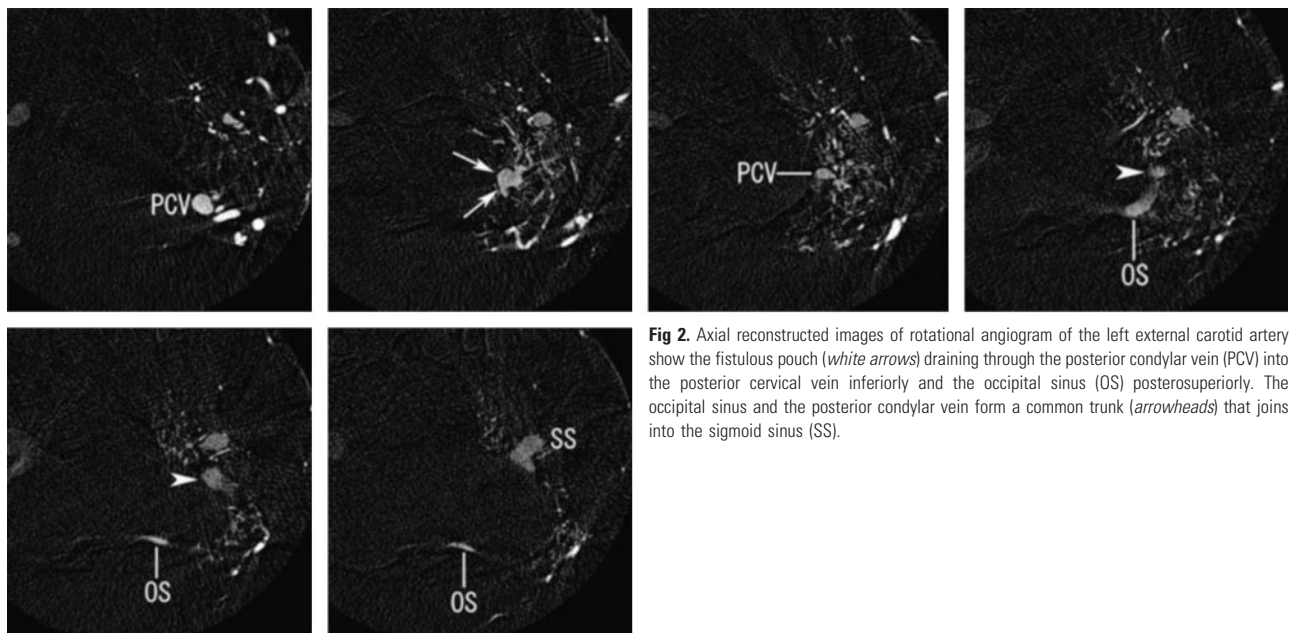 PCV
PCV
OS
Fig 2. Axial reconstructed images of rotational angiogram of the left external carotid artery
show the fistulous pouch (white arrows) draining through the posterior condylar vein (PCV) into
the posterior cervical vein inferiorly and the occipital sinus (OS) posterosuperiorly. The
occipital sinus and the posterior condylar vein form a common trunk (arrowheads) that joins
into the sigmoid sinus (SS).
SS
OS
OS